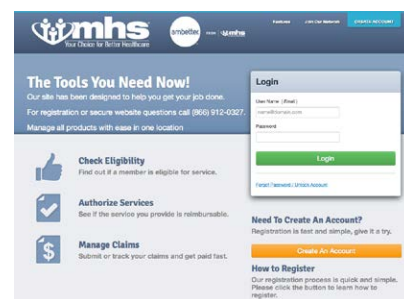 mhs
Your Choice for Better Healthcare
ambetter.
FROM mhs
Features
Join Our Network
CREATE ACCOUNT
The Tools You Need Now!
Our site has been designed to help you get your job done.
For registration or secure website questions call (866) 912-0327.
Manage all products with ease in one location
Check Eligibility
Find out if a member is eligible for service.
Authorize Services
See if the service you provide is reimbursable.
Manage Claims
Submit or track your claims and get paid fast.
Login
User Name (Email)
name@domain.com
Password
Login
Forgot Password / Unlock Account
Need To Create An Account?
Registration is fast and simple, give it a try.
Create An Account
How to Register
Our registration process is quick and simple.
Please click the button to learn how to
register.